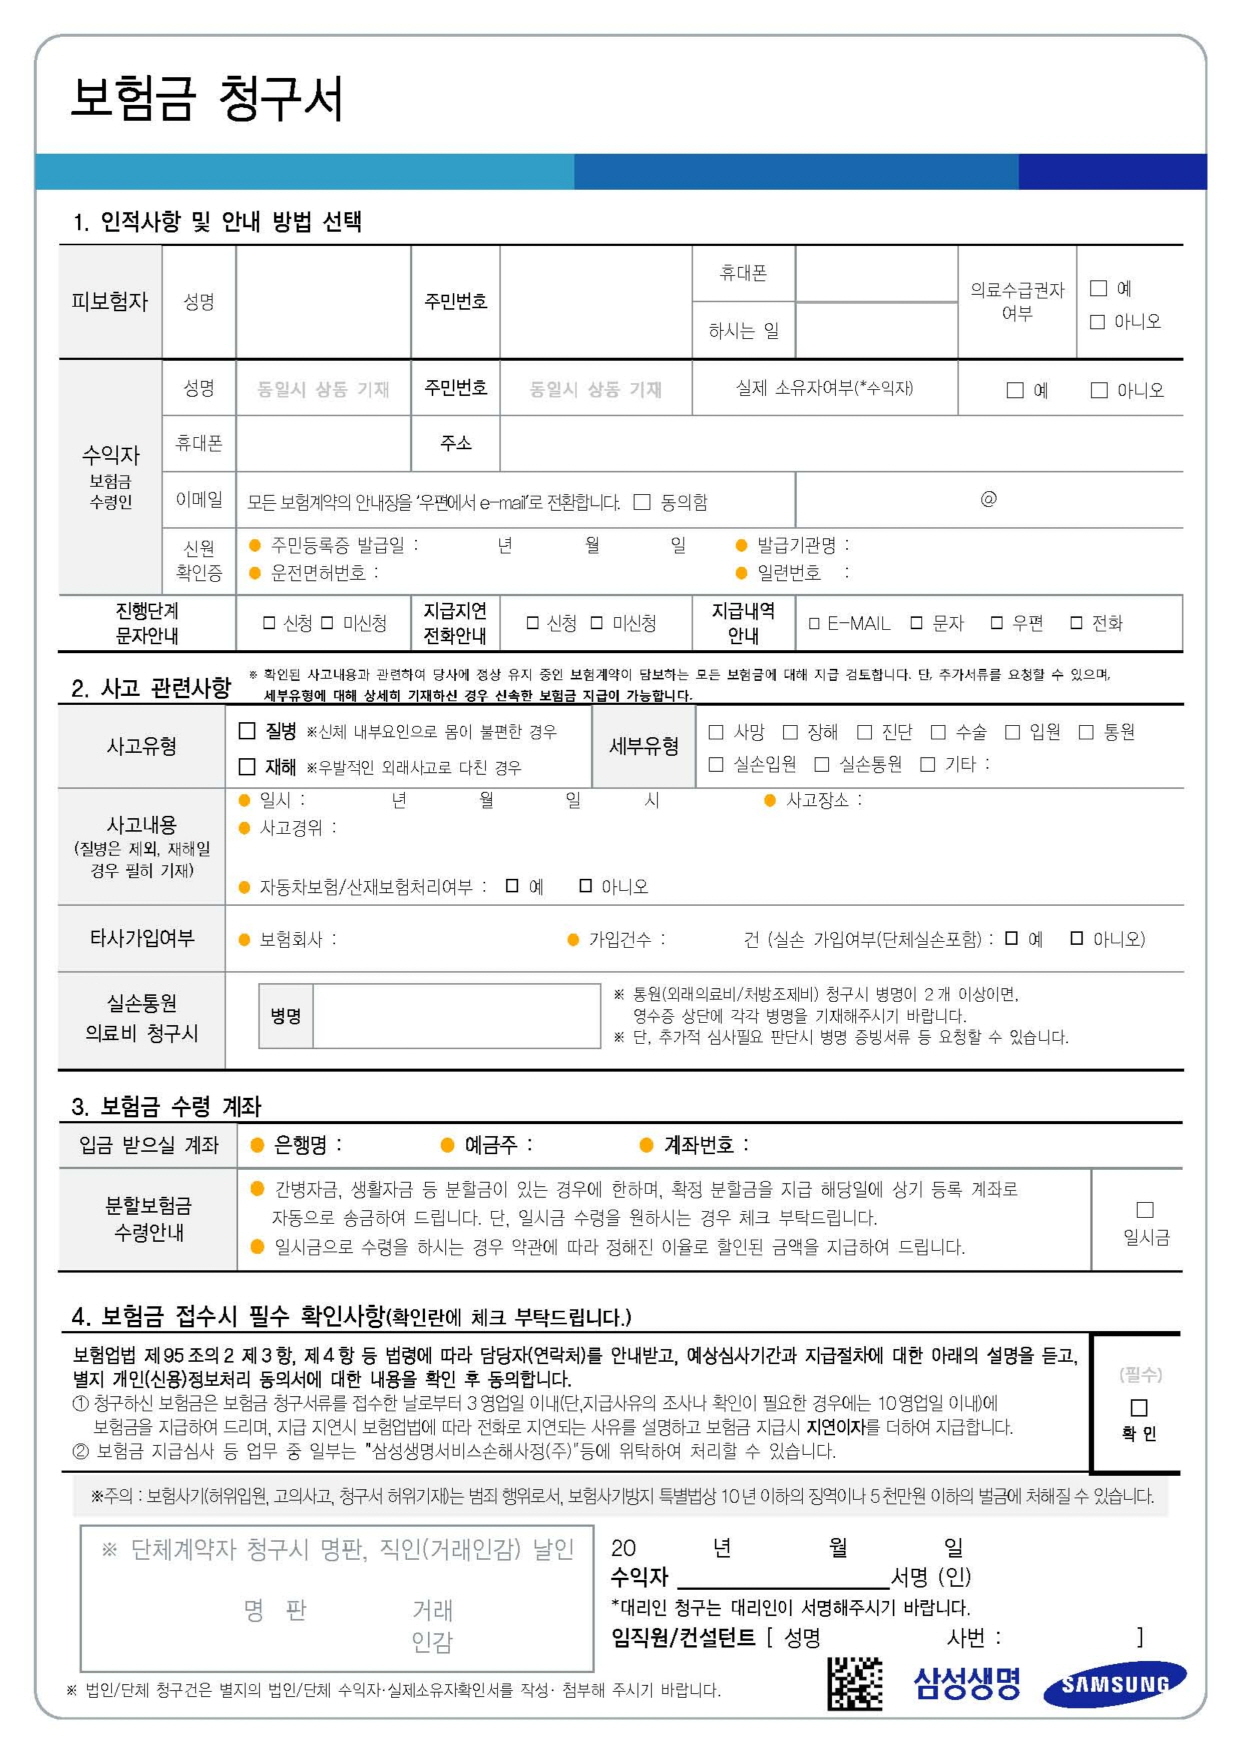 보험금 청구서
1. 인적사항 및 안내 방법 선택
피보험자 성명 주민번호 휴대폰 하시는 일 의료수급권자 여부 □ 예 □ 아니오
수익자 보험금 수령인
성명 동일시 상동 기재 주민번호 동일시 상동 기재 실제 소유자여부(*수익자) □ 예 □ 아니오
휴대폰 주소
이메일 모든 보험계약의 안내장을 '우편에서 e-mail'로 전환합니다. □ 동의함 @
신원 확인증
● 주민등록증 발급일 : 년 월 일 ● 발급기관명 :
● 운전면허번호 : ● 일련번호 :
진행단계 문자안내 □ 신청 □ 미신청 지급지연 전화안내 □ 신청 □ 미신청 지급내역 안내 □ E-MAIL □ 문자 □ 우편 □ 전화
2. 사고 관련사항
※ 확인된 사고내용과 관련하여 당사에 정상 유지 중인 보험계약이 담보하는 모든 보험금에 대해 지급 검토합니다. 단, 추가서류를 요청할 수 있으며,
세부유형에 대해 상세히 기재하신 경우 신속한 보험금 지급이 가능합니다.
사고유형
□ 질병 ※신체 내부요인으로 몸이 불편한 경우
□ 재해 ※우발적인 외래사고로 다친 경우
세부유형
□ 사망 □ 장해 □ 진단 □ 수술 □ 입원 □ 통원
□ 실손입원 □ 실손통원 □ 기타 :
사고내용
(질병은 제외, 재해일
경우 필히 기재)
● 일시 : 년 월 일 시 ● 사고장소 :
● 사고경위 :
● 자동차보험/산재보험처리여부 : □ 예 □ 아니오
타사가입여부 ● 보험회사 : ● 가입건수 : 건 (실손 가입여부(단체실손포함) : □ 예 □ 아니오)
실손통원
의료비 청구시
병명
※ 통원(외래의료비/처방조제비) 청구시 병명이 2개 이상이면,
영수증 상단에 각각 병명을 기재해주시기 바랍니다.
※ 단, 추가적 심사필요 판단시 병명 증빙서류 등 요청할 수 있습니다.
3. 보험금 수령 계좌
입금 받으실 계좌 ● 은행명 : ● 예금주 : ● 계좌번호 :
분할보험금
수령안내
● 간병자금, 생활자금 등 분할금이 있는 경우에 한하며, 확정 분할금을 지급 해당일에 상기 등록 계좌로
자동으로 송금하여 드립니다. 단, 일시금 수령을 원하시는 경우 체크 부탁드립니다.
● 일시금으로 수령을 하시는 경우 약관에 따라 정해진 이율로 할인된 금액을 지급하여 드립니다.
□
일시금
4. 보험금 접수시 필수 확인사항(확인란에 체크 부탁드립니다.)
보험업법 제95조의2 제3항, 제4항 등 법령에 따라 담당자(연락처)를 안내받고, 예상심사기간과 지급절차에 대한 아래의 설명을 듣고,
별지 개인(신용)정보처리 동의서에 대한 내용을 확인 후 동의합니다.
① 청구하신 보험금은 보험금 청구서류를 접수한 날로부터 3영업일 이내(단,지급사유의 조사나 확인이 필요한 경우에는 10영업일 이내)에
보험금을 지급하여 드리며, 지급 지연시 보험업법에 따라 전화로 지연되는 사유를 설명하고 보험금 지급시 지연이자를 더하여 지급합니다.
② 보험금 지급심사 등 업무 중 일부는 "삼성생명서비스손해사정(주)"등에 위탁하여 처리할 수 있습니다.
(필수)
□
확 인
※주의 : 보험사기(허위입원, 고의사고, 청구서 허위기재)는 범죄 행위로서, 보험사기방지 특별법상 10년 이하의 징역이나 5천만원 이하의 벌금에 처해질 수 있습니다.
※ 단체계약자 청구시 명판, 직인(거래인감) 날인
명 판 거래
인감
20 년 월 일
수익자 서명 (인)
*대리인 청구는 대리인이 서명해주시기 바랍니다.
임직원/컨설턴트 [ 성명 사번 : ]
※ 법인/단체 청구건은 별지의 법인/단체 수익자·실제소유자확인서를 작성· 첨부해 주시기 바랍니다.
삼성생명 SAMSUNG